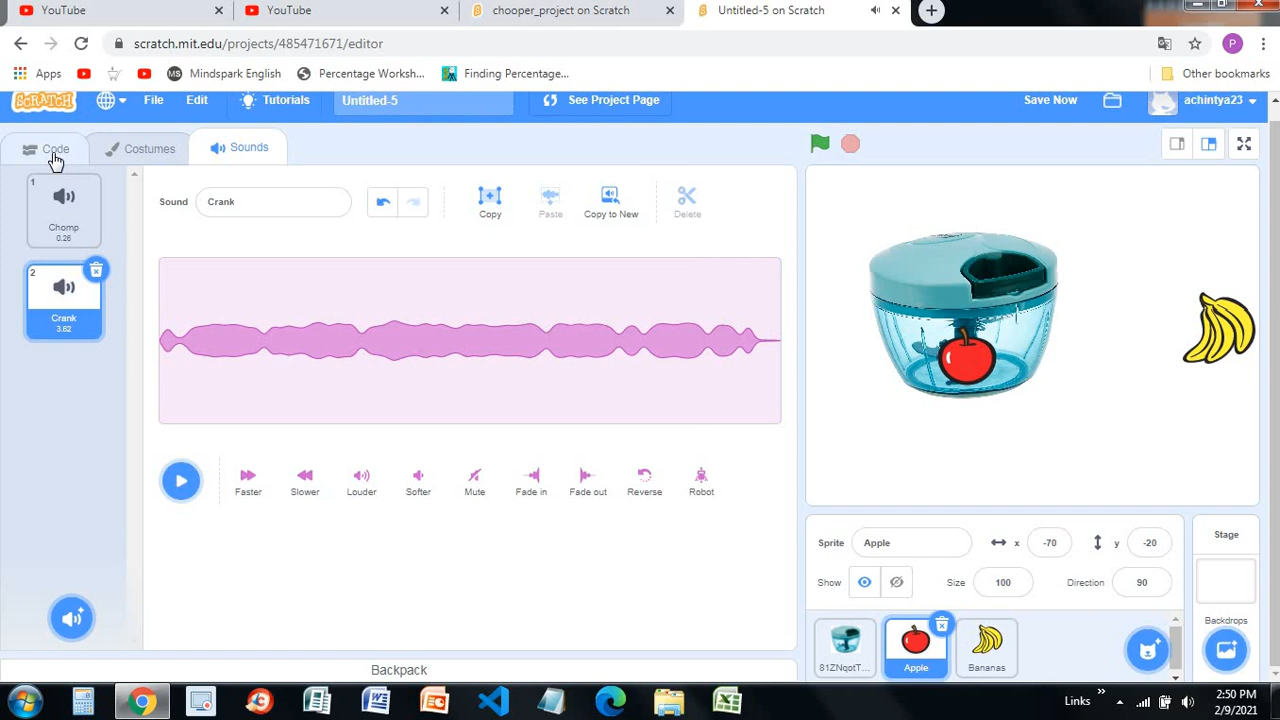 YouTube
YouTube
chooper_project on Scratch
Untitled-5 on Scratch
scratch.mit.edu/projects/485471671/editor
P
Apps
MS Mindspark English
Percentage Worksh...
Finding Percentage...
Other bookmarks
SCRATCH
File
Edit
Tutorials
Untitled-5
See Project Page
Save Now
achintya23
Code
Costumes
Sounds
1
Chomp
0.26
2
Crank
3.62
Sound
Crank
Copy
Paste
Copy to New
Delete
Faster
Slower
Louder
Softer
Mute
Fade in
Fade out
Reverse
Robot
Sprite
Apple
x
-70
y
-20
Show
Size
100
Direction
90
81ZNqotT...
Apple
Bananas
Stage
Backdrops
Backpack
Links
2:50 PM
2/9/2021